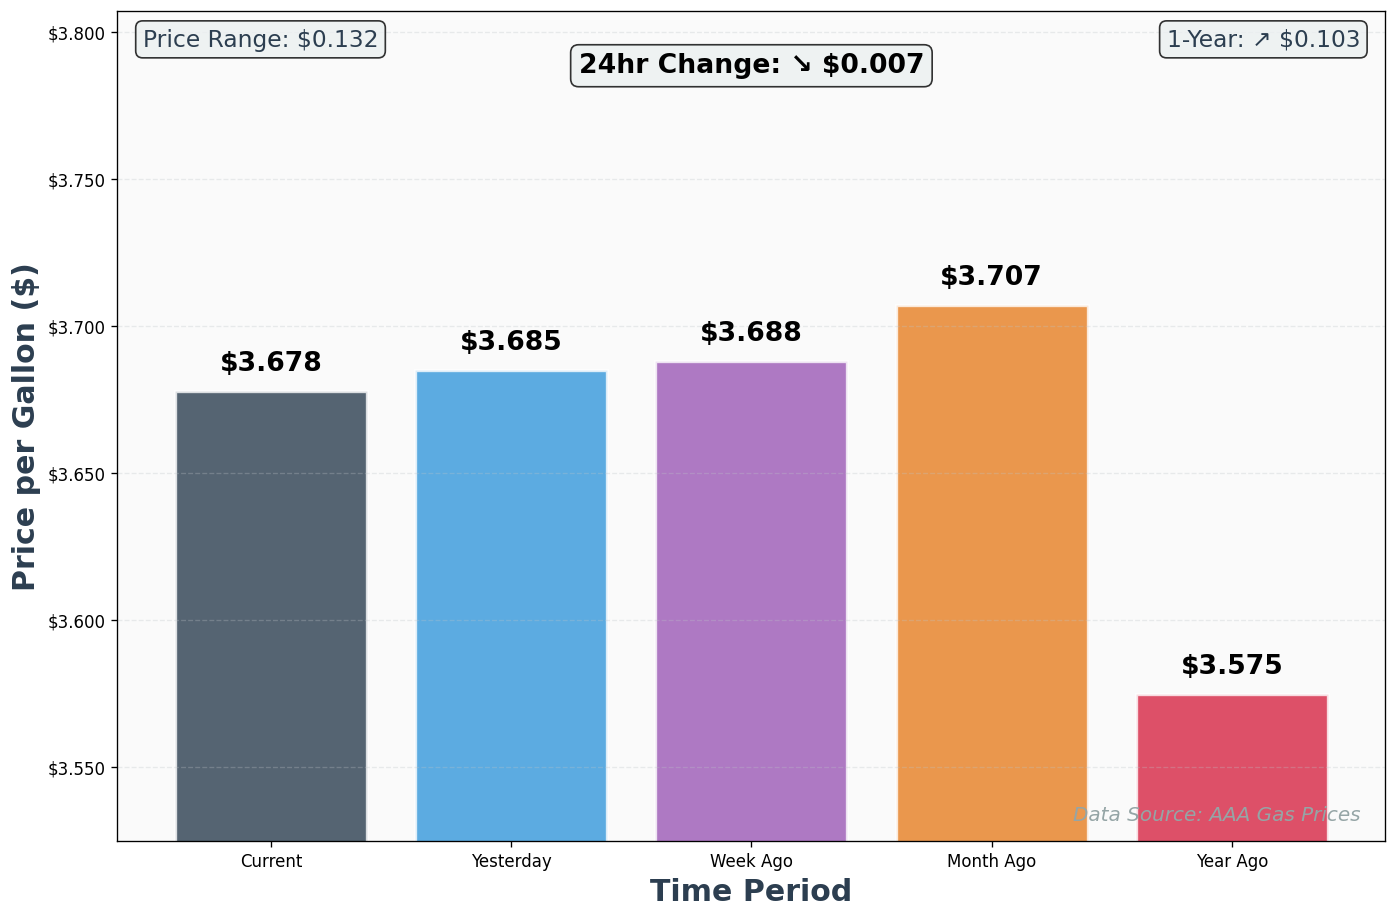 $3.800
Price Range: $0.132
1-Year: ↗ $0.103
24hr Change: ↘ $0.007
$3.750
$3.700
$3.650
$3.600
$3.550
Price per Gallon ($)
$3.678
$3.685
$3.688
$3.707
$3.575
Data Source: AAA Gas Prices
Current
Yesterday
Week Ago
Month Ago
Year Ago
Time Period